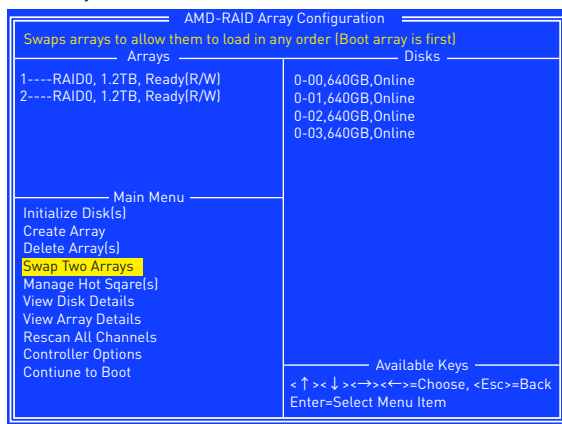 AMD-RAID Array Configuration
Swaps arrays to allow them to load in any order (Boot array is first)
Arrays
1----RAID0, 1.2TB, Ready(R/W)
2----RAID0, 1.2TB, Ready(R/W)
Disks
0-00,640GB,Online
0-01,640GB,Online
0-02,640GB,Online
0-03,640GB,Online
Main Menu
Initialize Disk(s)
Create Array
Delete Array(s)
Swap Two Arrays
Manage Hot Sqare(s)
View Disk Details
View Array Details
Rescan All Channels
Controller Options
Contiune to Boot
Available Keys
<↑><↓><→><←>=Choose, <Esc>=Back
Enter=Select Menu Item